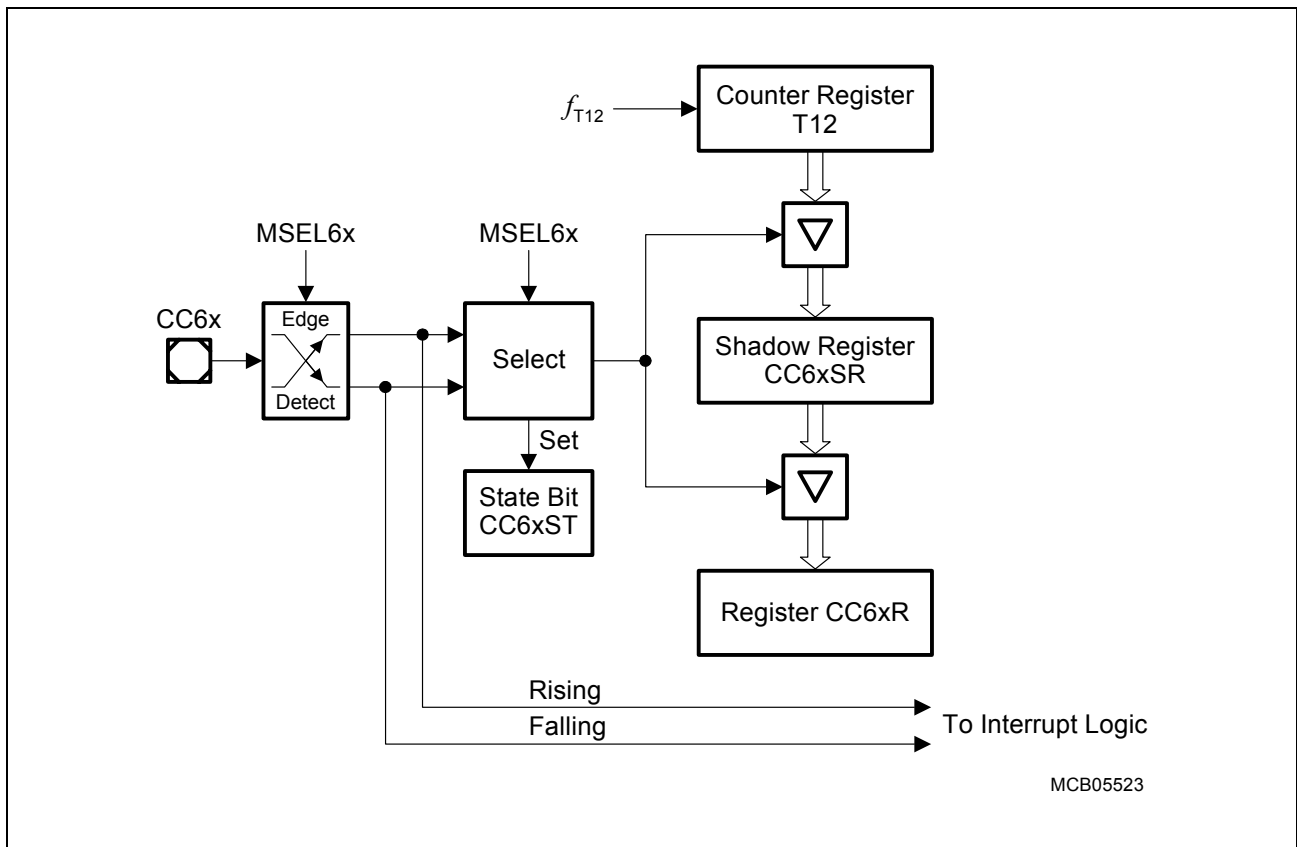 Counter Register
T12
fT12
MSEL6x
MSEL6x
CC6x
Edge
Detect
Select
Shadow Register
CC6xSR
Set
State Bit
CC6xST
Register CC6xR
Rising
Falling
To Interrupt Logic
MCB05523